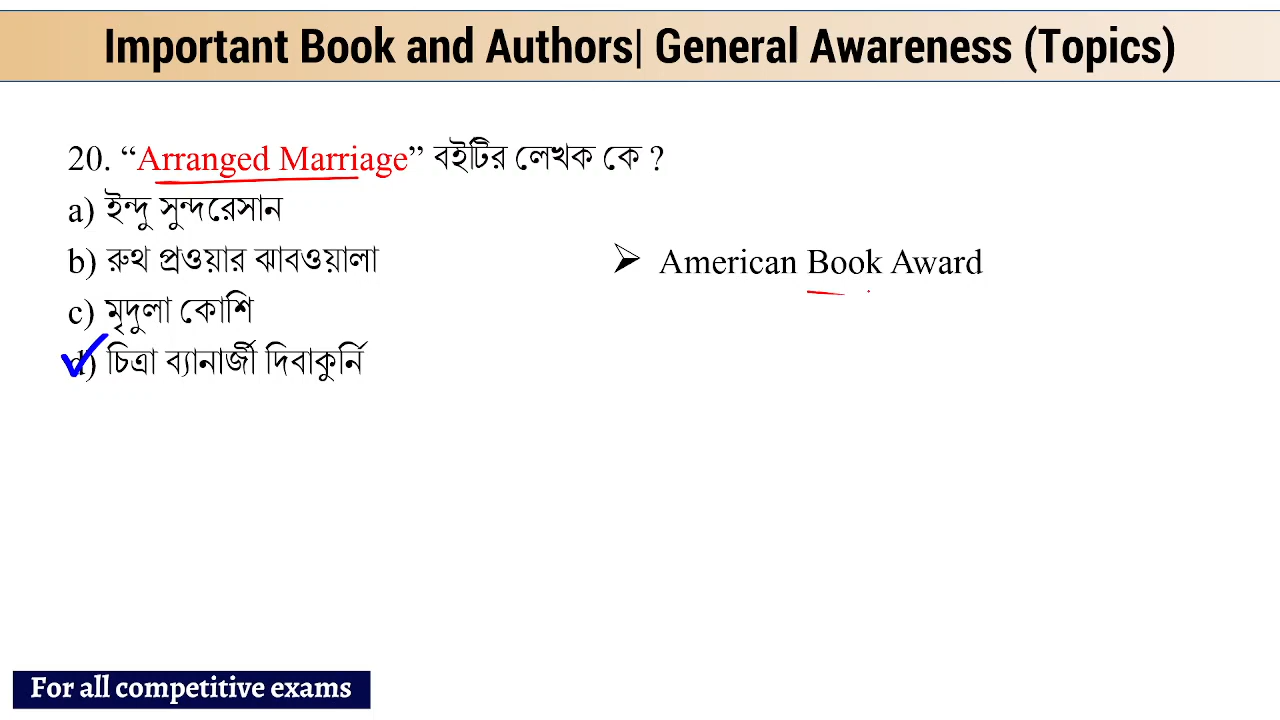 Important Book and Authors| General Awareness (Topics)
20. “Arranged Marriage” বইটির লেখক কে ?
a) ইন্দু সুন্দরেসান
b) রুথ প্রওয়ার ঝাবওয়ালা
c) মৃদুলা কোশি
d) চিত্রা ব্যানার্জী দিবাকুর্নি
➢ American Book Award
For all competitive exams